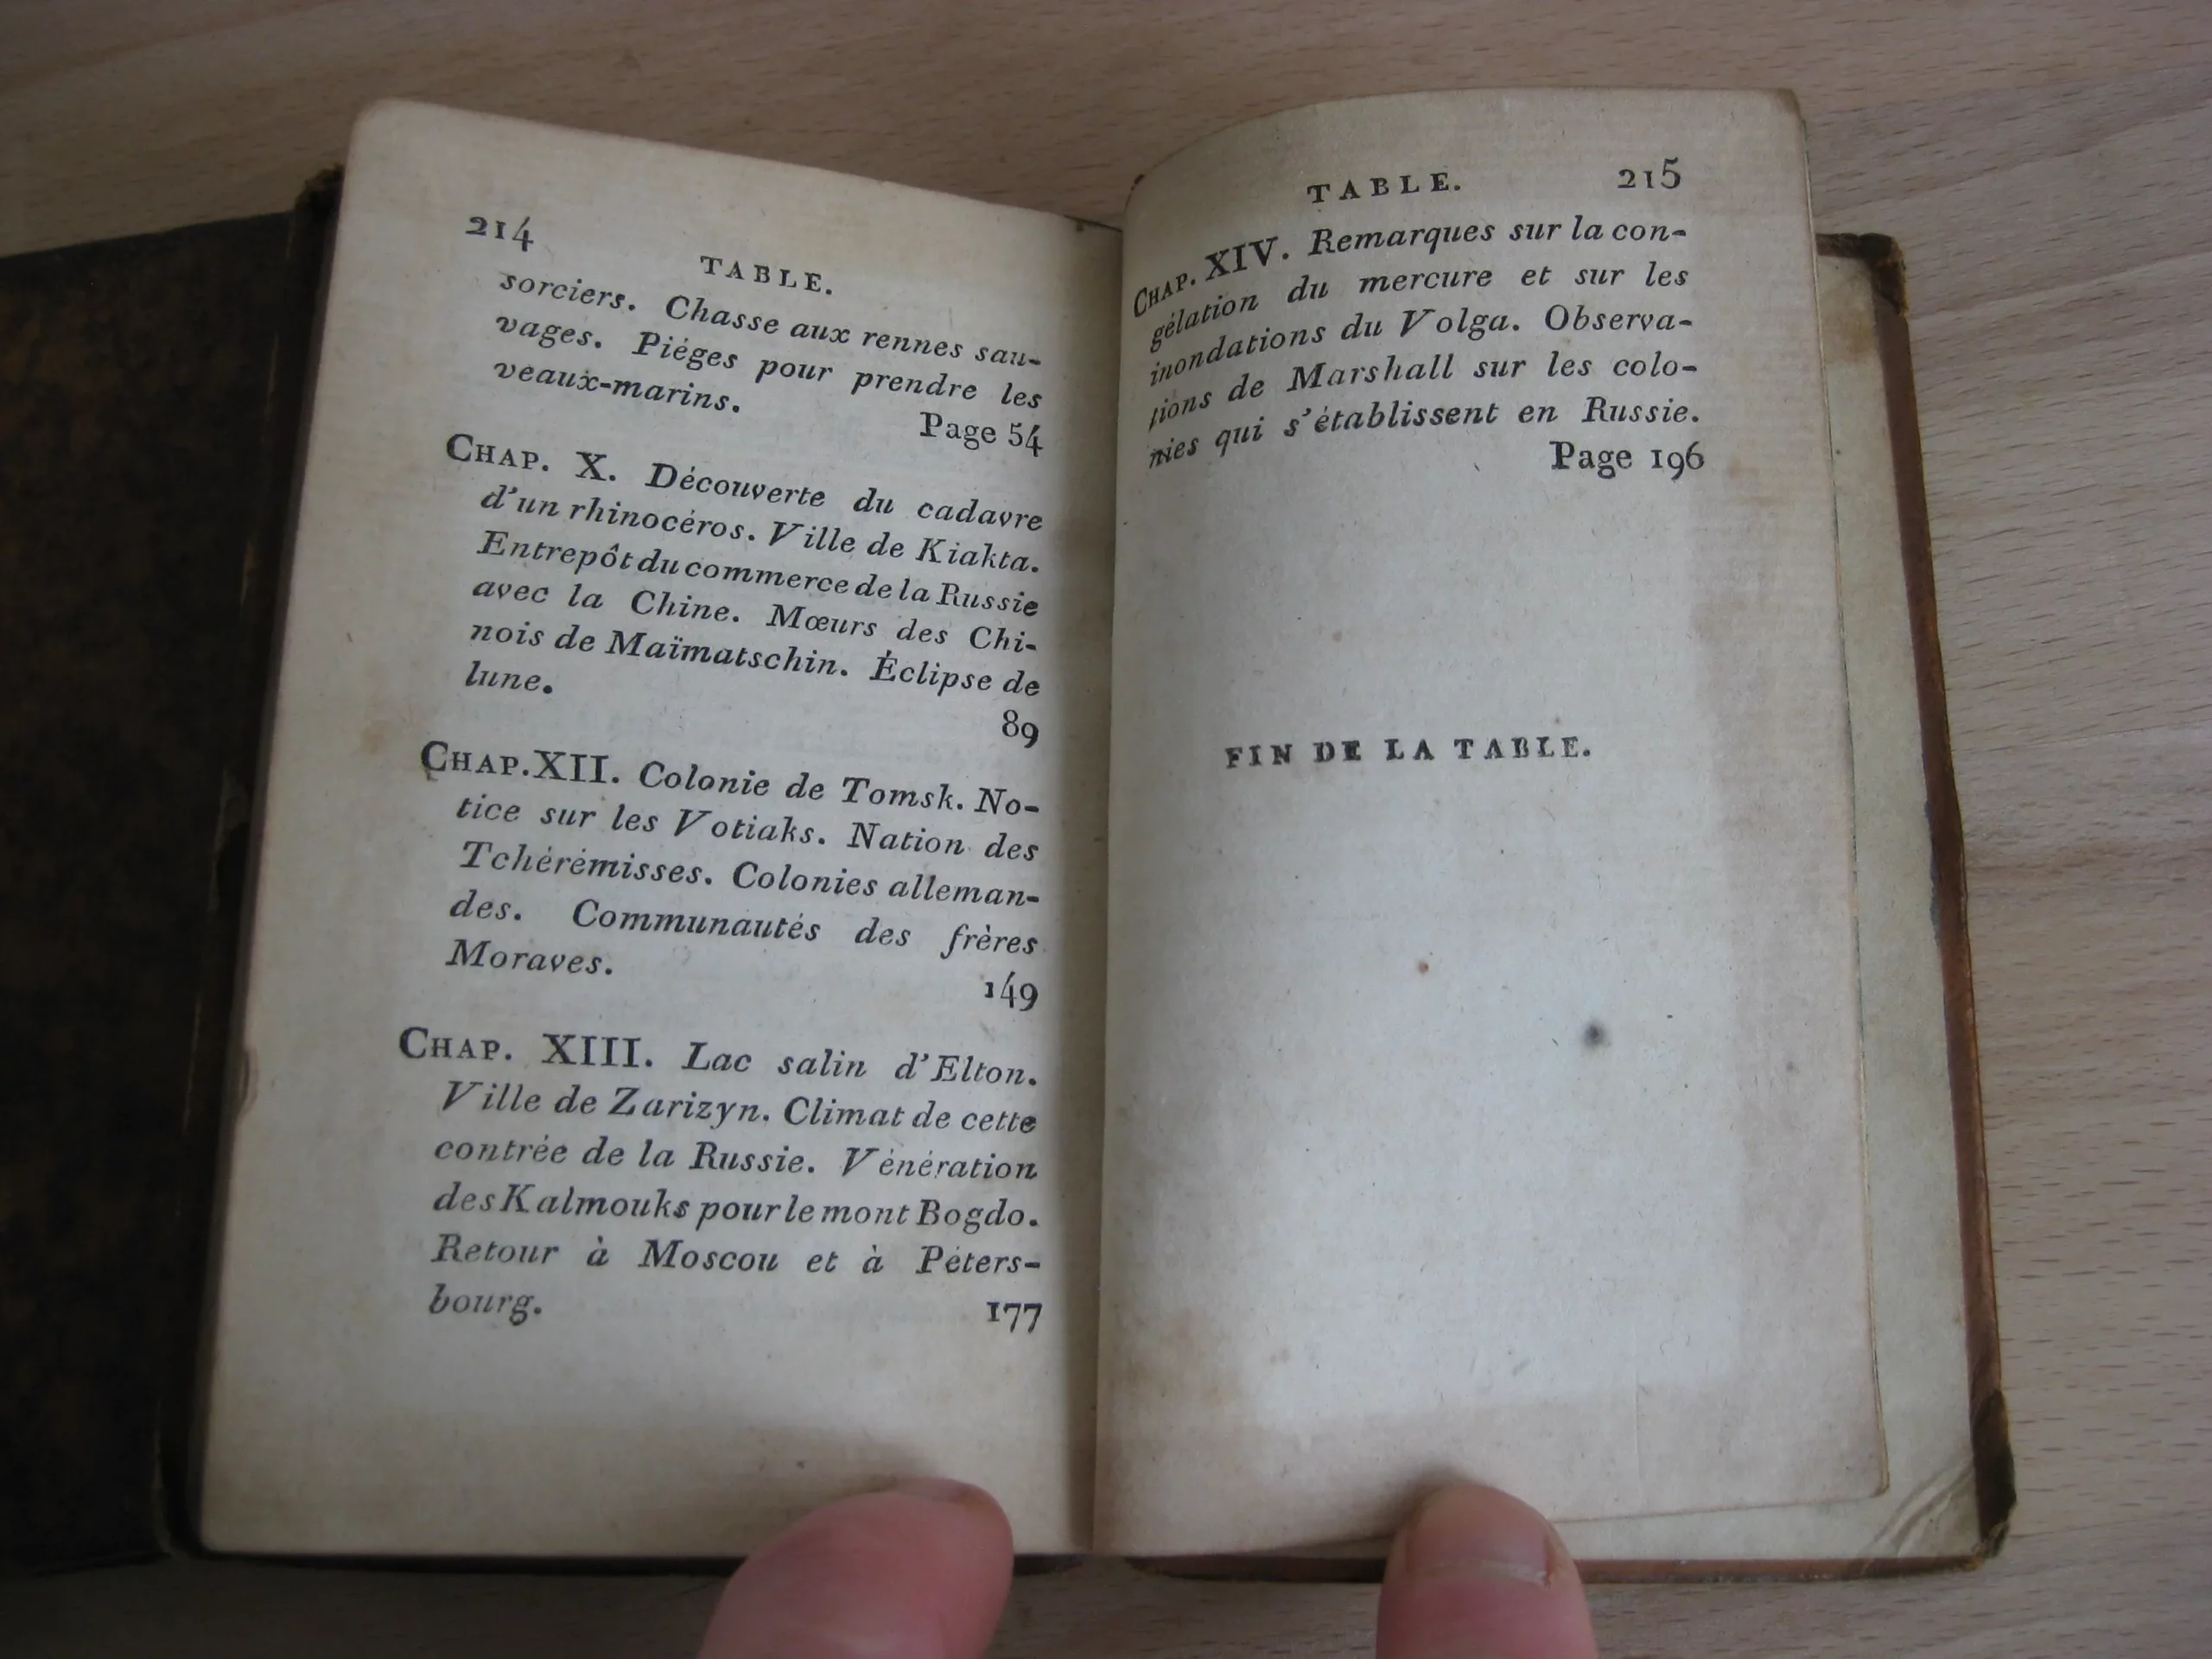 214
TABLE.
sorciers. Chasse aux rennes sau-
vages. Piéges pour prendre les
veaux-marins.
Page 54
CHAP. X. Découverte du cadavre
d'un rhinocéros. Ville de Kiakta.
Entrepôt du commerce de la Russie
avec la Chine. Mœurs des Chi-
nois de Maïmatschin. Éclipse de
lune.
89
CHAP. XII. Colonie de Tomsk. No-
tice sur les Votiaks. Nation des
Tchérémisses. Colonies alleman-
des. Communautés des frères
Moraves.
149
CHAP. XIII. Lac salin d'Elton.
Ville de Zarizyn. Climat de cette
contrée de la Russie. Vénération
des Kalmouks pour le mont Bogdo.
Retour à Moscou et à Péters-
bourg. 177
TABLE. 215
CHAP. XIV. Remarques sur la con-
gélation du mercure et sur les
inondations du Volga. Observa-
tions de Marshall sur les colo-
nies qui s'établissent en Russie.
Page 196
FIN DE LA TABLE.